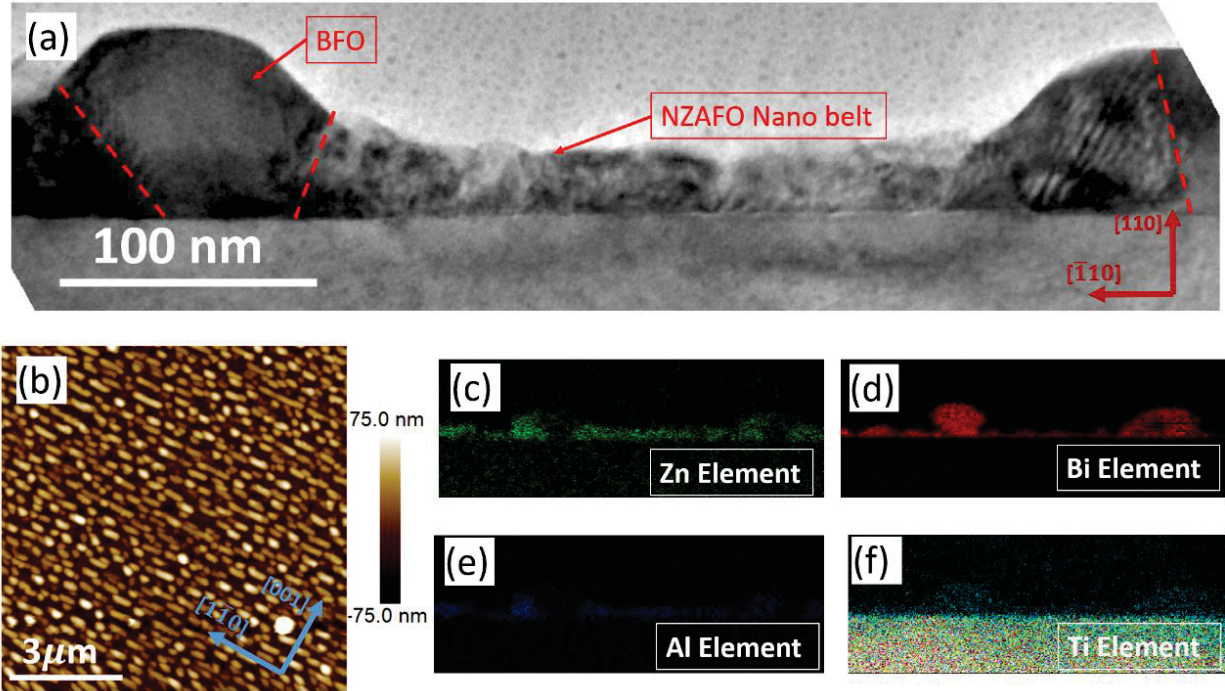 (a)
BFO
NZAFO Nano belt
100 nm
[110]
[1̅10]
(b)
75.0 nm
-75.0 nm
[001]
[11̅0]
3μm
(c)
Zn Element
(d)
Bi Element
(e)
Al Element
(f)
Ti Element